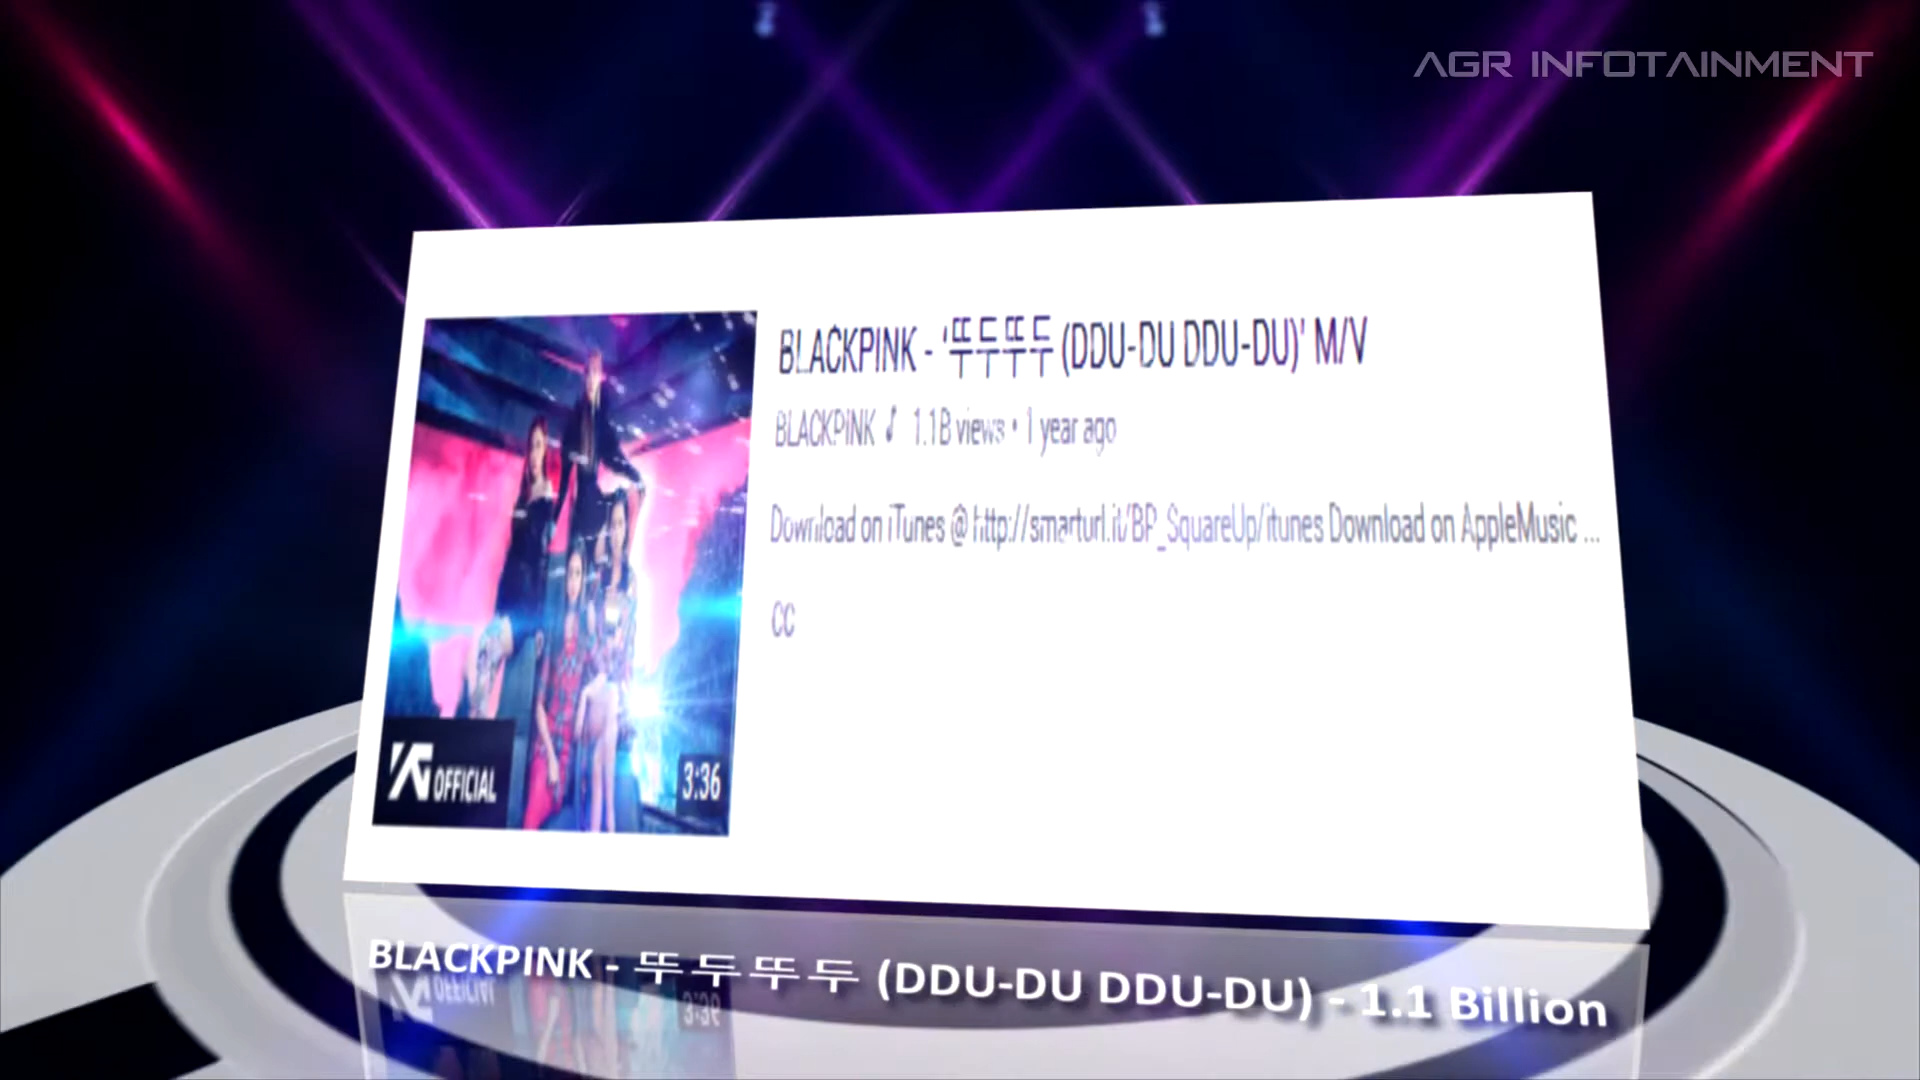 AGR INFOTAINMENT
BLACKPINK - '뚜두뚜두 (DDU-DU DDU-DU)' M/V
BLACKPINK ♪ 1.1B views • 1 year ago
Download on iTunes @ http://smarturl.it/BP_SquareUp/itunes Download on AppleMusic ...
CC
YG OFFICIAL
3:36
BLACKPINK - 뚜두뚜두 (DDU-DU DDU-DU) - 1.1 Billion